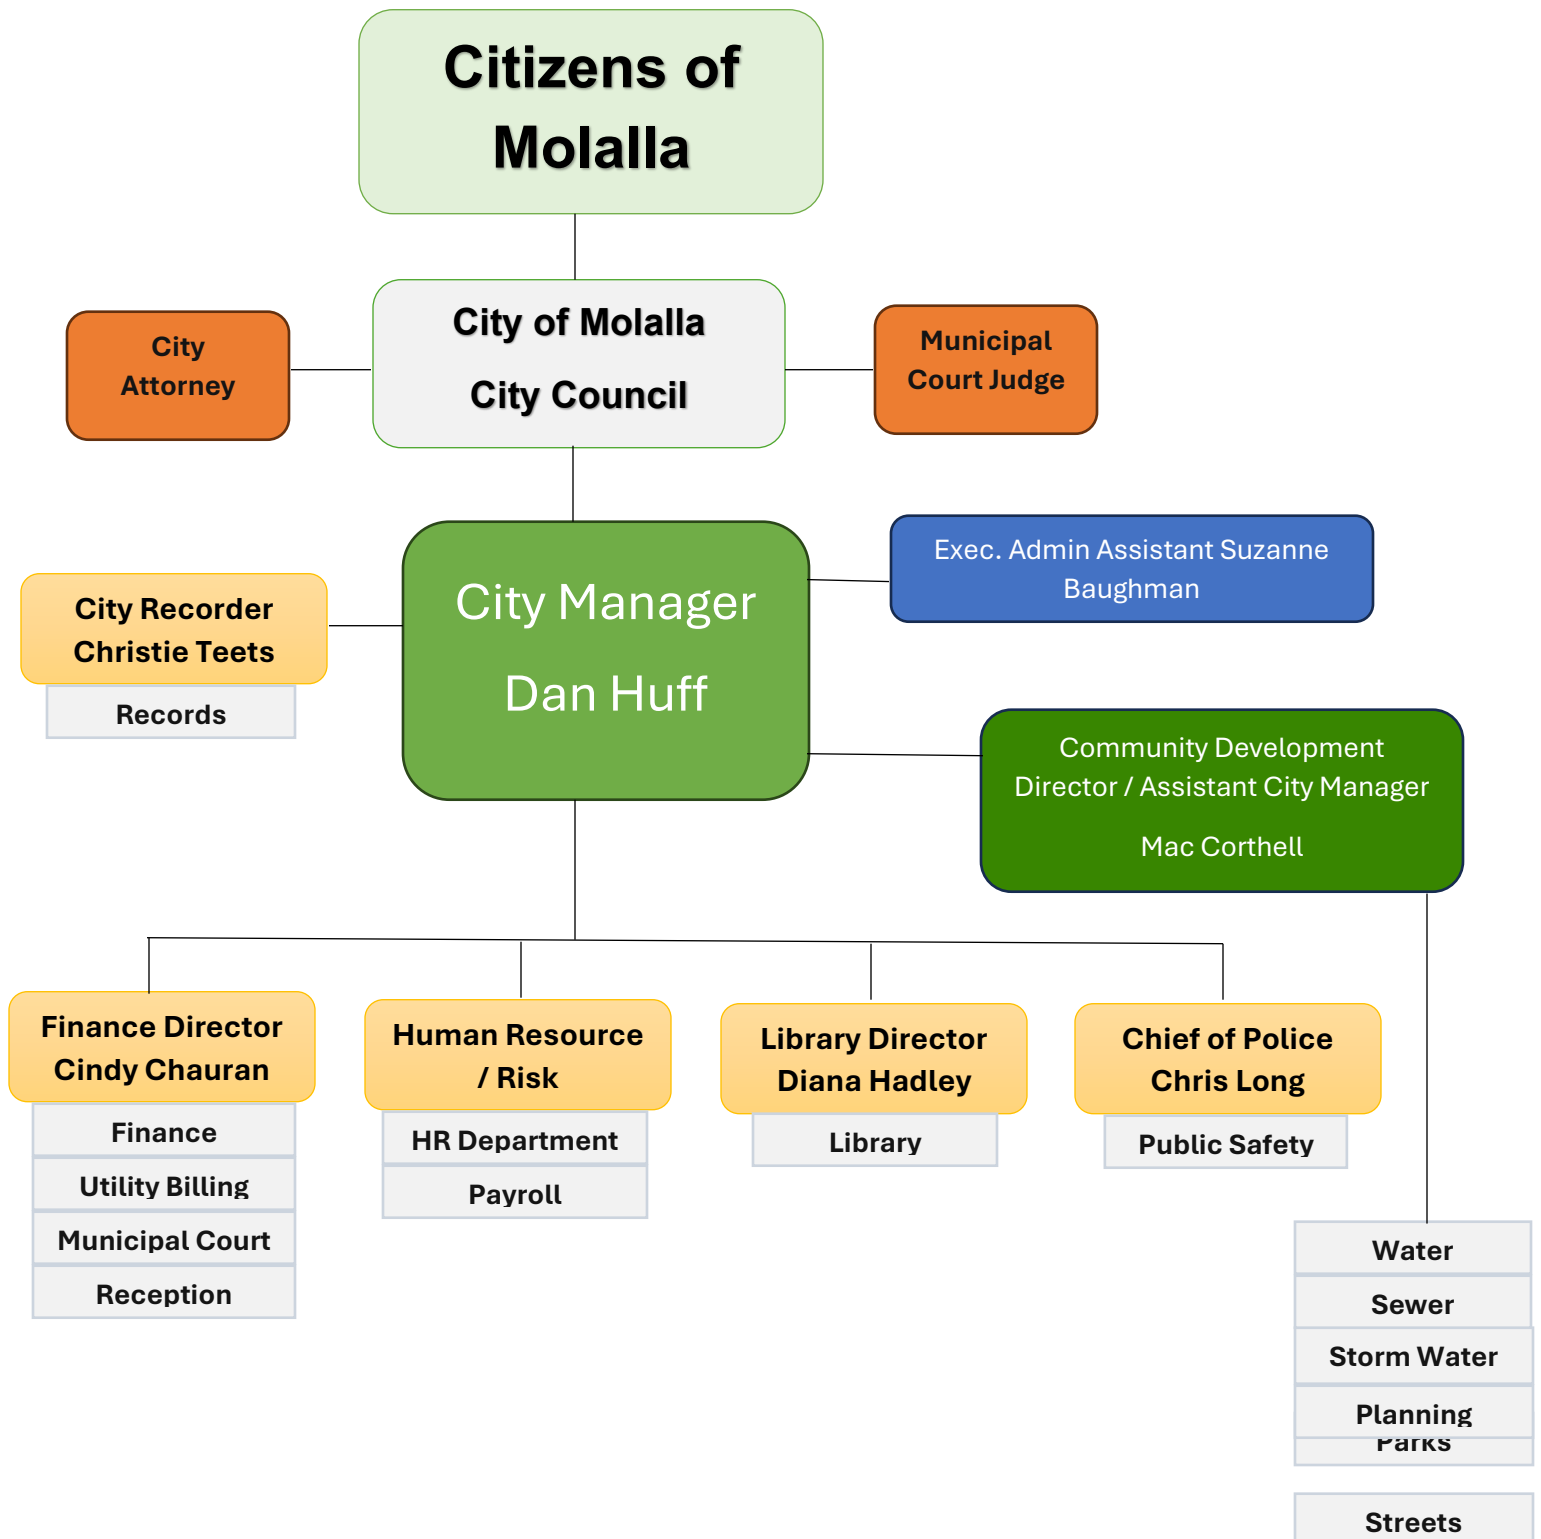 Citizens of
Molalla
City of Molalla
City Council
City
Attorney
Municipal
Court Judge
City Manager
Dan Huff
Exec. Admin Assistant Suzanne
Baughman
City Recorder
Christie Teets
Records
Community Development
Director / Assistant City Manager
Mac Corthell
Finance Director
Cindy Chauran
Finance
Utility Billing
Municipal Court
Reception
Human Resource
/ Risk
HR Department
Payroll
Library Director
Diana Hadley
Library
Chief of Police
Chris Long
Public Safety
Water
Sewer
Storm Water
Planning
Parks
Streets